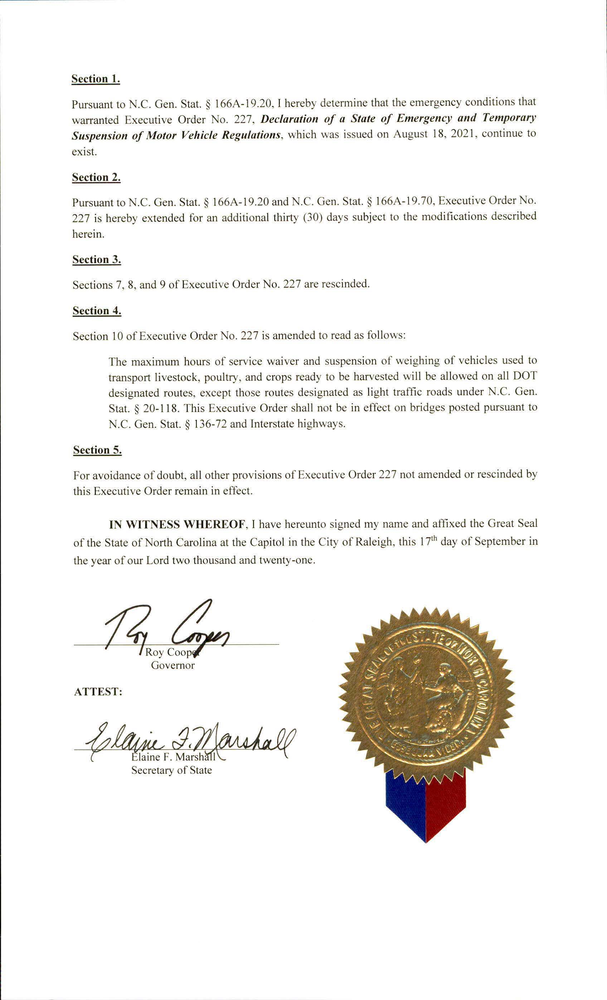 Section 1.
Pursuant to N.C. Gen. Stat. § 166A-19.20, I hereby determine that the emergency conditions that
warranted Executive Order No. 227, Declaration of a State of Emergency and Temporary
Suspension of Motor Vehicle Regulations, which was issued on August 18, 2021, continue to
exist.
Section 2.
Pursuant to N.C. Gen. Stat. § 166A-19.20 and N.C. Gen. Stat. § 166A-19.70, Executive Order No.
227 is hereby extended for an additional thirty (30) days subject to the modifications described
herein.
Section 3.
Sections 7, 8, and 9 of Executive Order No. 227 are rescinded.
Section 4.
Section 10 of Executive Order No. 227 is amended to read as follows:
The maximum hours of service waiver and suspension of weighing of vehicles used to
transport livestock, poultry, and crops ready to be harvested will be allowed on all DOT
designated routes, except those routes designated as light traffic roads under N.C. Gen.
Stat. § 20-118. This Executive Order shall not be in effect on bridges posted pursuant to
N.C. Gen. Stat. § 136-72 and Interstate highways.
Section 5.
For avoidance of doubt, all other provisions of Executive Order 227 not amended or rescinded by
this Executive Order remain in effect.
IN WITNESS WHEREOF, I have hereunto signed my name and affixed the Great Seal
of the State of North Carolina at the Capitol in the City of Raleigh, this 17th day of September in
the year of our Lord two thousand and twenty-one.
Roy Cooper
Roy Cooper
Governor
ATTEST:
Elaine F. Marshall
Elaine F. Marshall
Secretary of State
GREAT SEAL OF THE STATE OF NORTH CAROLINA
ESSE QUAM VIDERI